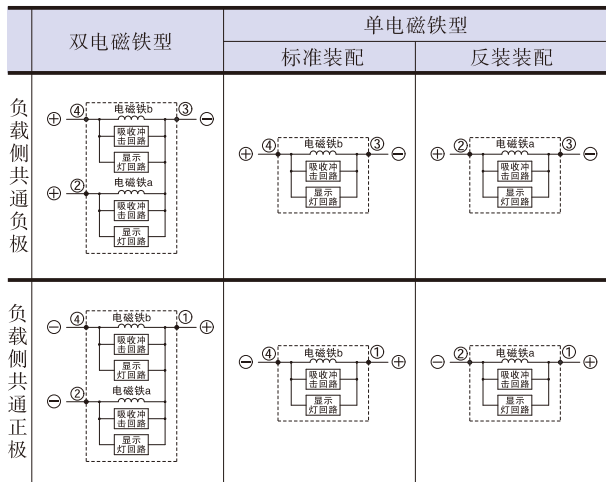 双电磁铁型
单电磁铁型
标准装配
反装装配
负载侧共通负极
⊕ ④ 电磁铁b ③ ⊖
吸收冲
击回路
显示
灯回路
⊕ ② 电磁铁a
吸收冲
击回路
显示
灯回路
⊕ ④ 电磁铁b ③ ⊖
吸收冲
击回路
显示
灯回路
⊕ ② 电磁铁a ③ ⊖
吸收冲
击回路
显示
灯回路
负载侧共通正极
⊖ ④ 电磁铁b ① ⊕
吸收冲
击回路
显示
灯回路
⊖ ② 电磁铁a
吸收冲
击回路
显示
灯回路
⊖ ④ 电磁铁b ① ⊕
吸收冲
击回路
显示
灯回路
⊖ ② 电磁铁a ① ⊕
吸收冲
击回路
显示
灯回路